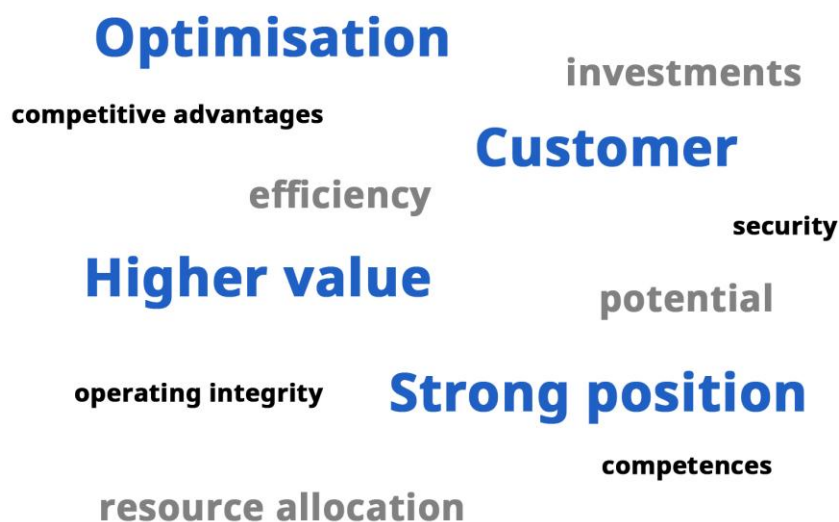 Optimisation
investments
competitive advantages
Customer
efficiency
security
Higher value
potential
operating integrity
Strong position
competences
resource allocation